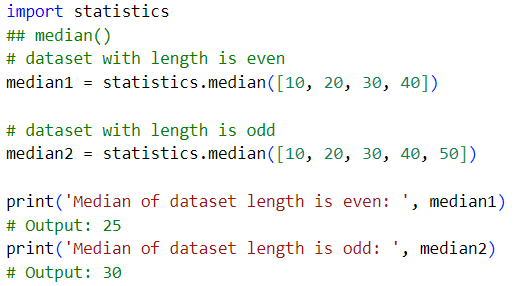 import statistics
## median()
# dataset with length is even
median1 = statistics.median([10, 20, 30, 40])
# dataset with length is odd
median2 = statistics.median([10, 20, 30, 40, 50])
print('Median of dataset length is even: ', median1)
# Output: 25
print('Median of dataset length is odd: ', median2)
# Output: 30